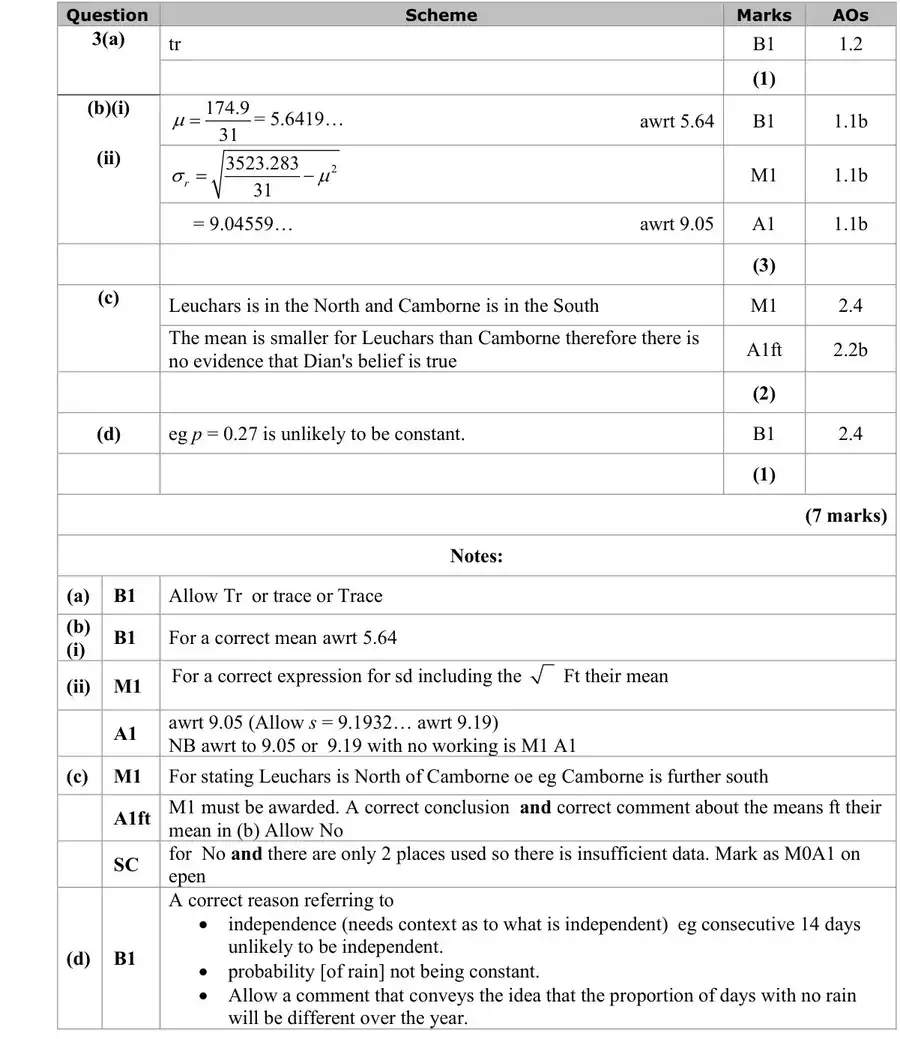 Question Scheme Marks AOs
3(a) tr B1 1.2
(1)
(b)(i) μ = 174.9/31 = 5.6419… awrt 5.64 B1 1.1b
(ii) σᵣ = √(3523.283/31 − μ²) M1 1.1b
= 9.04559… awrt 9.05 A1 1.1b
(3)
(c) Leuchars is in the North and Camborne is in the South M1 2.4
The mean is smaller for Leuchars than Camborne therefore there is
no evidence that Dian's belief is true A1ft 2.2b
(2)
(d) eg p = 0.27 is unlikely to be constant. B1 2.4
(1)
(7 marks)
Notes:
(a) B1 Allow Tr or trace or Trace
(b)
(i) B1 For a correct mean awrt 5.64
(ii) M1 For a correct expression for sd including the √ Ft their mean
A1 awrt 9.05 (Allow s = 9.1932… awrt 9.19)
NB awrt to 9.05 or 9.19 with no working is M1 A1
(c) M1 For stating Leuchars is North of Camborne oe eg Camborne is further south
A1ft M1 must be awarded. A correct conclusion and correct comment about the means ft their
mean in (b) Allow No
SC for No and there are only 2 places used so there is insufficient data. Mark as M0A1 on
epen
(d) B1 A correct reason referring to
• independence (needs context as to what is independent) eg consecutive 14 days
unlikely to be independent.
• probability [of rain] not being constant.
• Allow a comment that conveys the idea that the proportion of days with no rain
will be different over the year.